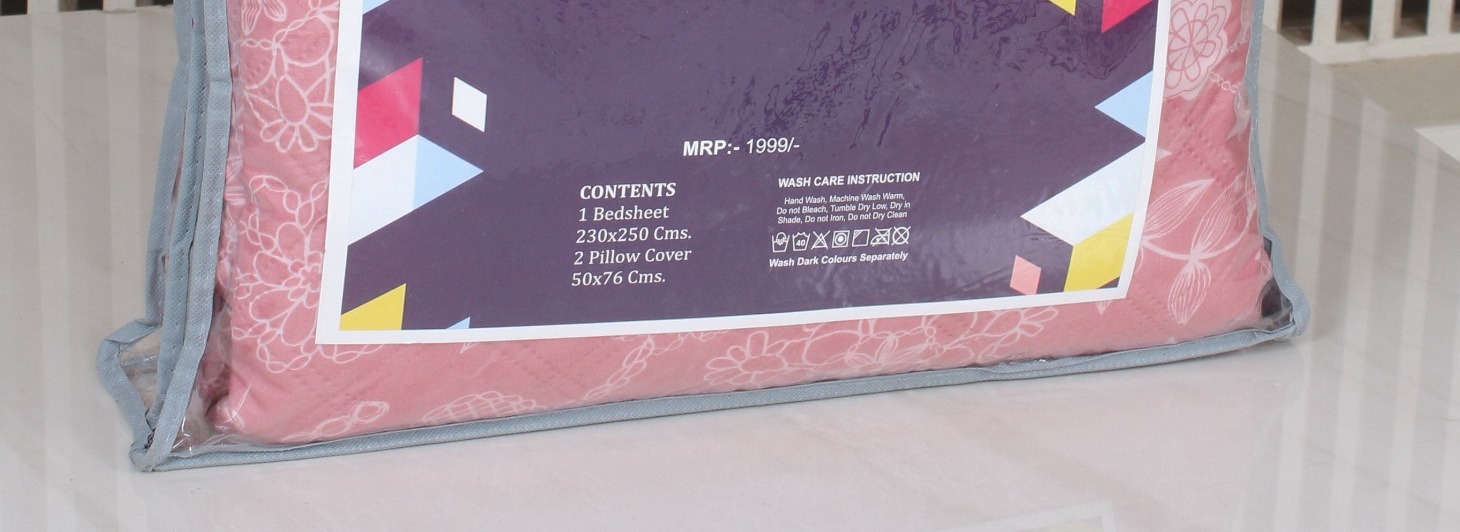 MRP:- 1999/-
CONTENTS
1 Bedsheet
230x250 Cms.
2 Pillow Cover
50x76 Cms.
WASH CARE INSTRUCTION
Hand Wash, Machine Wash Warm,
Do not Bleach, Tumble Dry Low, Dry in
Shade, Do not Iron, Do not Dry Clean
40
Wash Dark Colours Separately